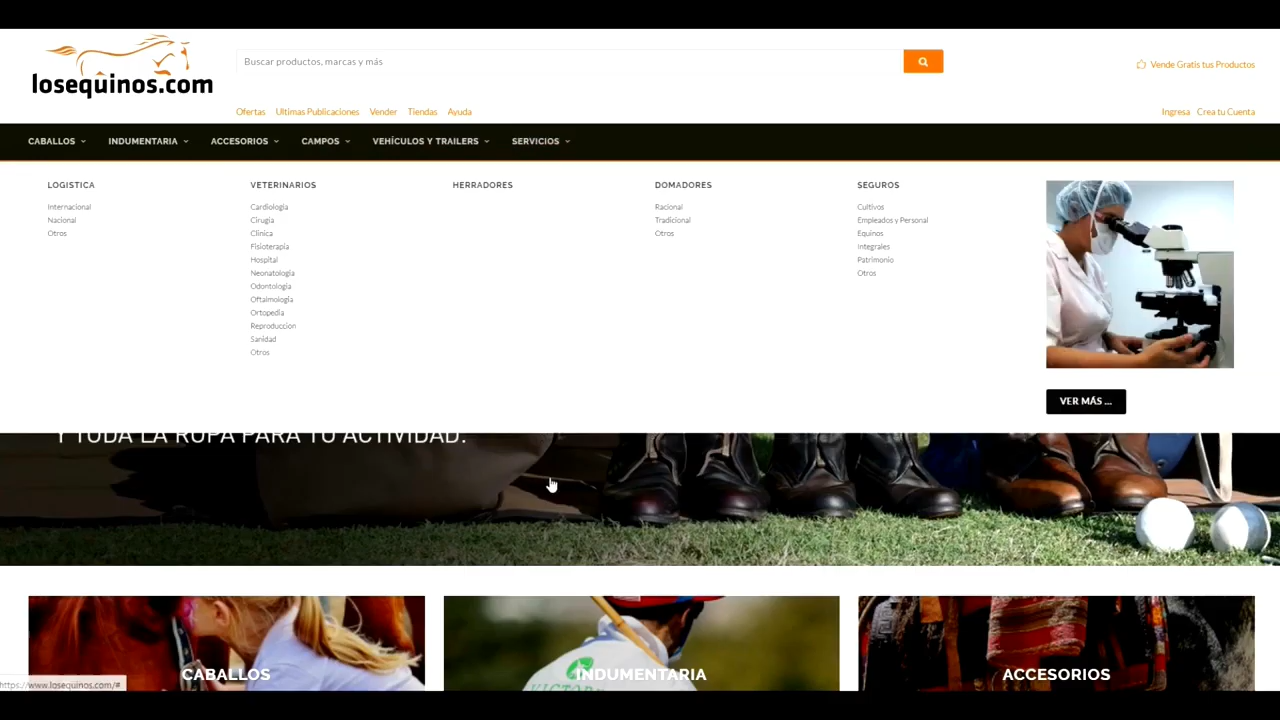 losequinos.com
Buscar productos, marcas y más
Vende Gratis tus Productos
Ofertas Ultimas Publicaciones Vender Tiendas Ayuda
Ingresa Crea tu Cuenta
CABALLOS INDUMENTARIA ACCESORIOS CAMPOS VEHÍCULOS Y TRAILERS SERVICIOS
LOGISTICA
Internacional
Nacional
Otros
VETERINARIOS
Cardiologia
Cirugia
Clinica
Fisioterapia
Hospital
Neonatologia
Odontologia
Oftalmologia
Ortopedia
Reproduccion
Sanidad
Otros
HERRADORES
DOMADORES
Racional
Tradicional
Otros
SEGUROS
Cultivos
Empleados y Personal
Equinos
Integrales
Patrimonio
Otros
VER MÁS ...
Y TODA LA ROPA PARA TU ACTIVIDAD.
CABALLOS
INDUMENTARIA
ACCESORIOS
https://www.losequinos.com/#